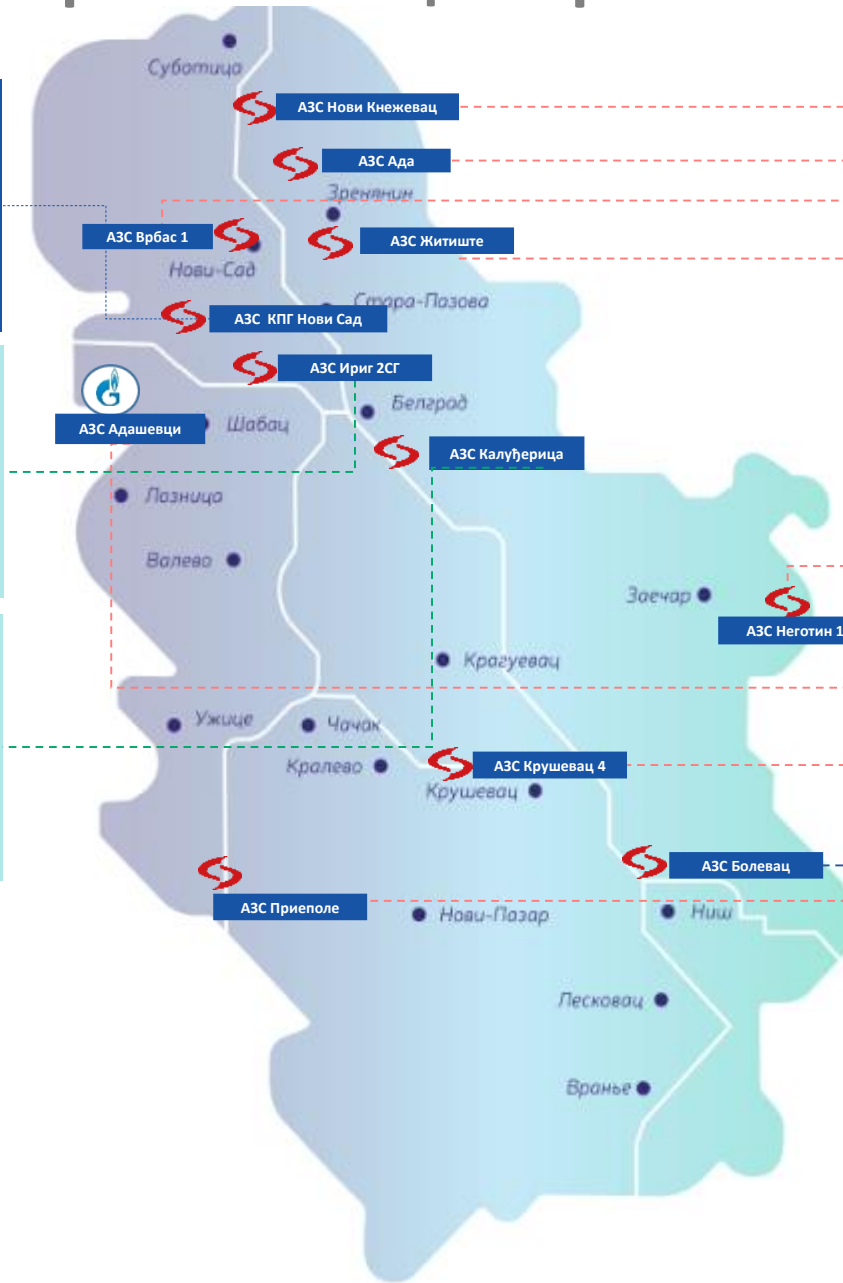 Суботица
АЗС Нови Кнежевац
АЗС Ада
Зренянин
АЗС Врбас 1
АЗС Житиште
Нови-Сад
Стара-Пазова
АЗС КПГ Нови Сад
АЗС Ириг 2СГ
Белград
АЗС Адашевци
Шабац
АЗС Калуђерица
Лозница
Валево
Заечар
АЗС Неготин 1
Крагуевац
Ужице
Чачак
Кралево
АЗС Крушевац 4
Крушевац
АЗС Болевац
АЗС Приеполе
Нови-Пазар
Ниш
Лесковац
Вранье